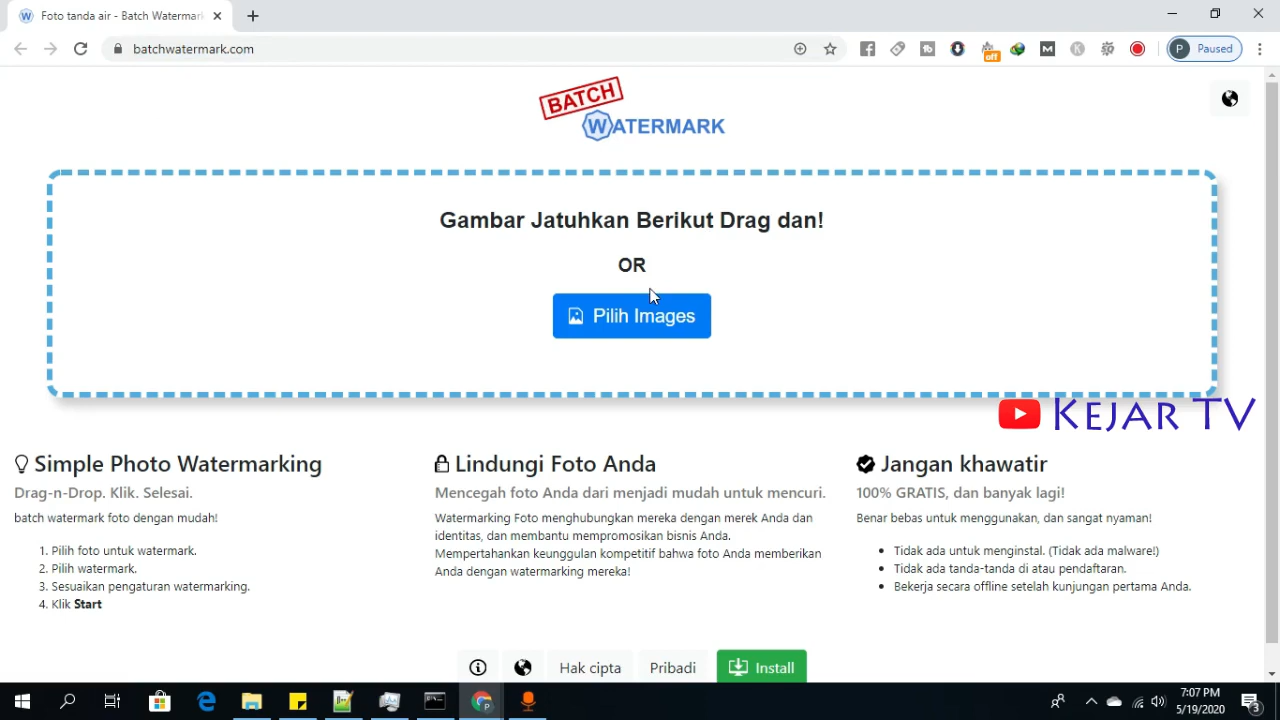 Foto tanda air - Batch Watermark
batchwatermark.com
off
P Paused
BATCH
WATERMARK
Gambar Jatuhkan Berikut Drag dan!
OR
Pilih Images
KEJAR TV
Simple Photo Watermarking
Drag-n-Drop. Klik. Selesai.
batch watermark foto dengan mudah!
1. Pilih foto untuk watermark.
2. Pilih watermark.
3. Sesuaikan pengaturan watermarking.
4. Klik Start
Lindungi Foto Anda
Mencegah foto Anda dari menjadi mudah untuk mencuri.
Watermarking Foto menghubungkan mereka dengan merek Anda dan
identitas, dan membantu mempromosikan bisnis Anda.
Mempertahankan keunggulan kompetitif bahwa foto Anda memberikan
Anda dengan watermarking mereka!
Jangan khawatir
100% GRATIS, dan banyak lagi!
Benar bebas untuk menggunakan, dan sangat nyaman!
Tidak ada untuk menginstal. (Tidak ada malware!)
Tidak ada tanda-tanda di atau pendaftaran.
Bekerja secara offline setelah kunjungan pertama Anda.
Hak cipta
Pribadi
Install
7:07 PM
5/19/2020
3